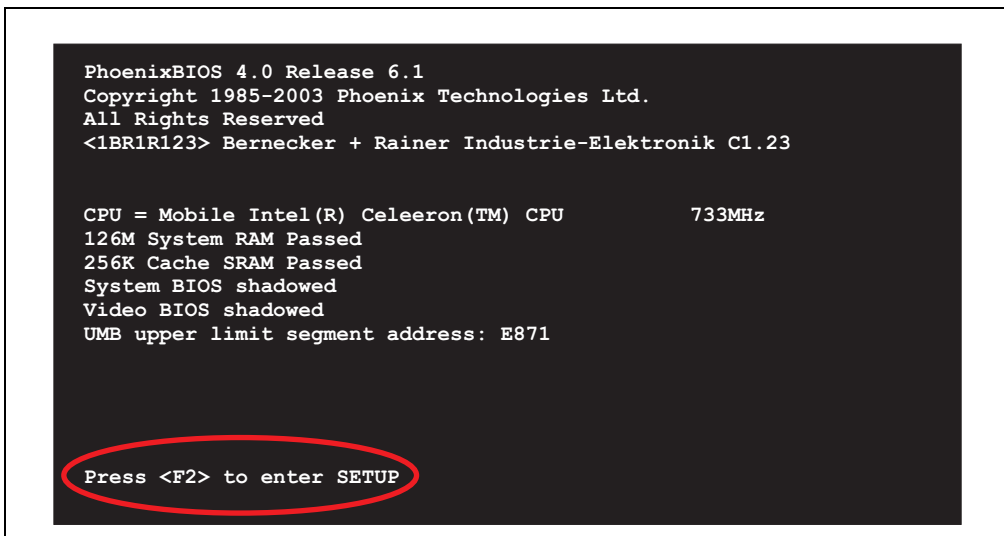 PhoenixBIOS 4.0 Release 6.1
Copyright 1985-2003 Phoenix Technologies Ltd.
All Rights Reserved
<1BR1R123> Bernecker + Rainer Industrie-Elektronik C1.23
CPU = Mobile Intel(R) Celeeron(TM) CPU 733MHz
126M System RAM Passed
256K Cache SRAM Passed
System BIOS shadowed
Video BIOS shadowed
UMB upper limit segment address: E871
Press <F2> to enter SETUP